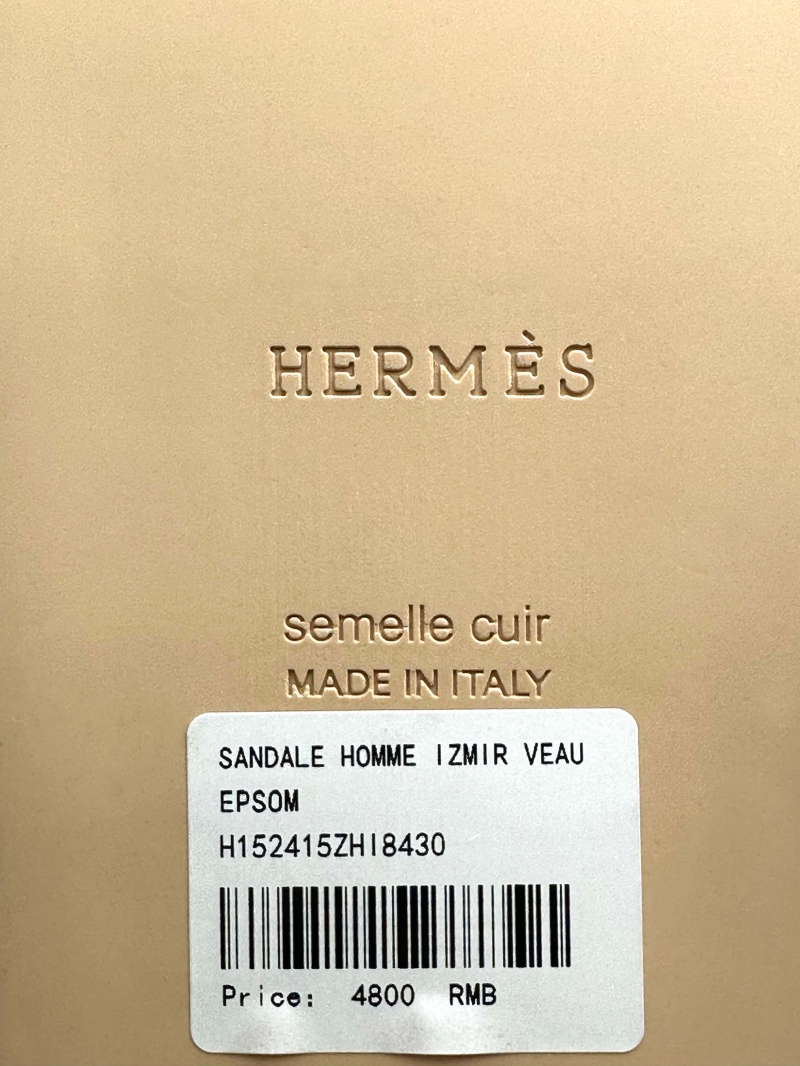 HERMÈS
semelle cuir
MADE IN ITALY
SANDALE HOMME IZMIR VEAU
EPSOM
H152415ZHI8430
Price: 4800 RMB